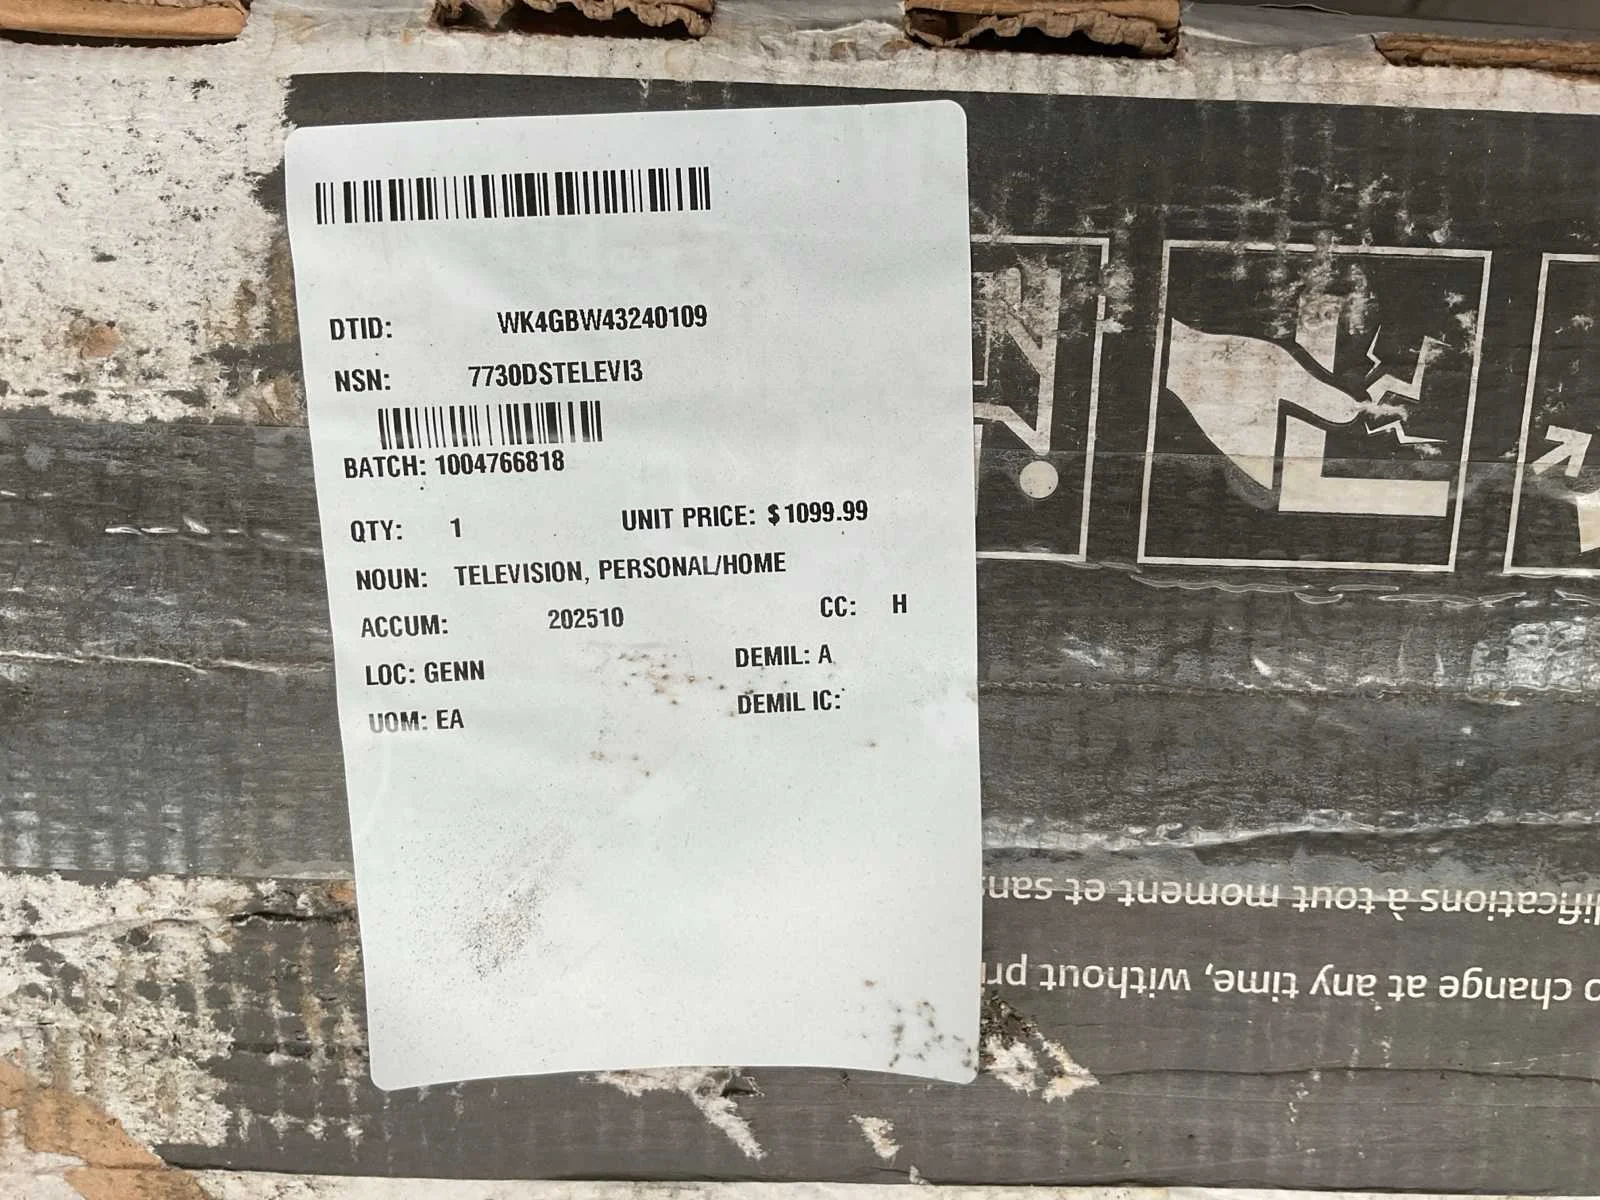 DTID: WK4GBW43240109
NSN: 7730DSTELEVI3
BATCH: 1004766818
QTY: 1 UNIT PRICE: $1099.99
NOUN: TELEVISION, PERSONAL/HOME
ACCUM: 202510 CC: H
LOC: GENN DEMIL: A
UOM: EA DEMIL IC:
change at any time, without
à tout moment et